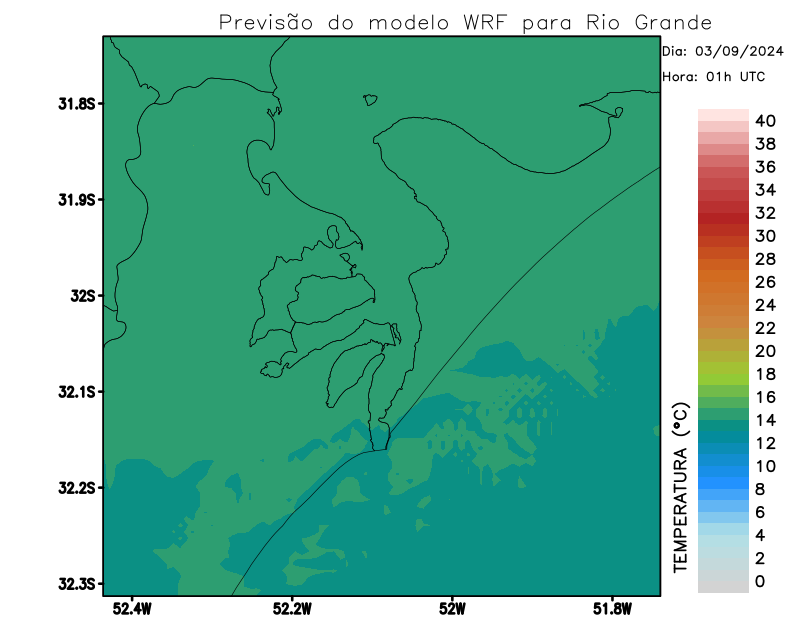 Previsão do modelo WRF para Rio Grande
Dia: 03/09/2024
Hora: 01h UTC
31.8S
31.9S
32S
32.1S
32.2S
32.3S
52.4W
52.2W
52W
51.8W
TEMPERATURA (°C)
40
38
36
34
32
30
28
26
24
22
20
18
16
14
12
10
8
6
4
2
0